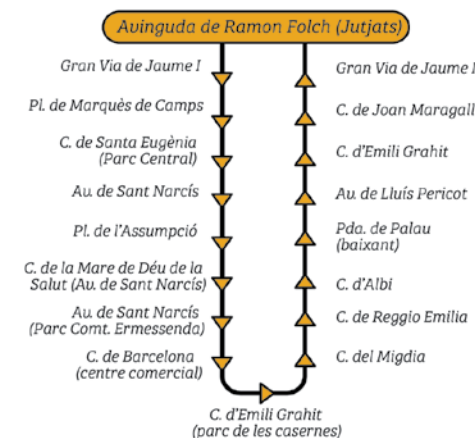 Avinguda de Ramon Folch (Jutjats)
Gran Via de Jaume I
Pl. de Marquès de Camps
C. de Santa Eugènia
(Parc Central)
Av. de Sant Narcís
Pl. de l'Assumpció
C. de la Mare de Déu de la
Salut (Av. de Sant Narcís)
Av. de Sant Narcís
(Parc Comt. Ermessenda)
C. de Barcelona
(centre comercial)
C. d'Emili Grahit
(parc de les casernes)
Gran Via de Jaume I
C. de Joan Maragall
C. d'Emili Grahit
Av. de Lluís Pericot
Pda. de Palau
(baixant)
C. d'Albi
C. de Reggio Emilia
C. del Migdia